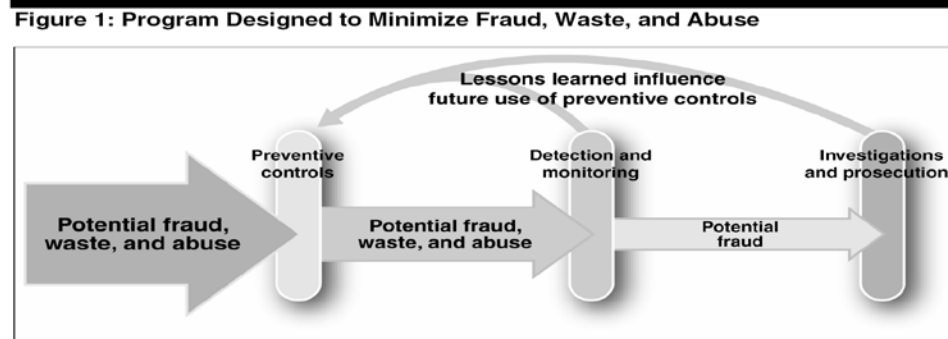 Figure 1: Program Designed to Minimize Fraud, Waste, and Abuse
Lessons learned influence
future use of preventive controls
Preventive
controls
Detection and
monitoring
Investigations
and prosecution
Potential fraud,
waste, and abuse
Potential fraud,
waste, and abuse
Potential
fraud